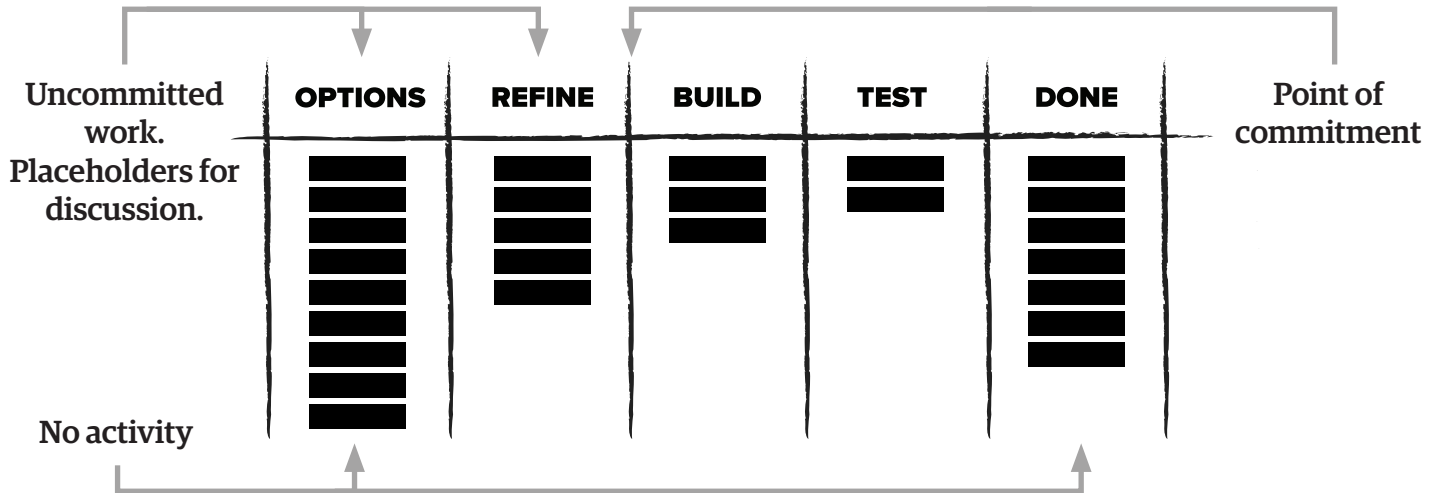 Uncommitted
work.
Placeholders for
discussion.
OPTIONS
REFINE
BUILD
TEST
DONE
Point of
commitment
No activity